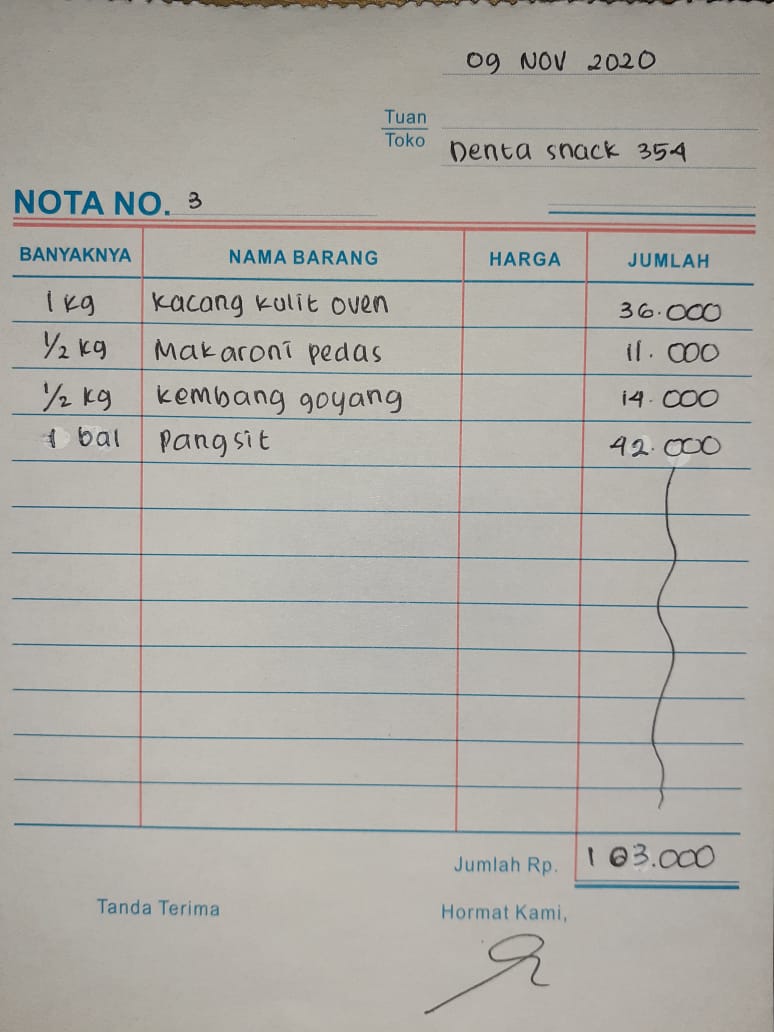 09 NOV 2020
Tuan
Toko Denta snack 354
NOTA NO. 3
BANYAKNYA NAMA BARANG HARGA JUMLAH
1 kg Kacang Kulit oven 36.000
1/2 kg Makaroni pedas 11.000
1/2 kg kembang goyang 14.000
1 bal Pangsit 42.000
Jumlah Rp. 103.000
Tanda Terima Hormat Kami,